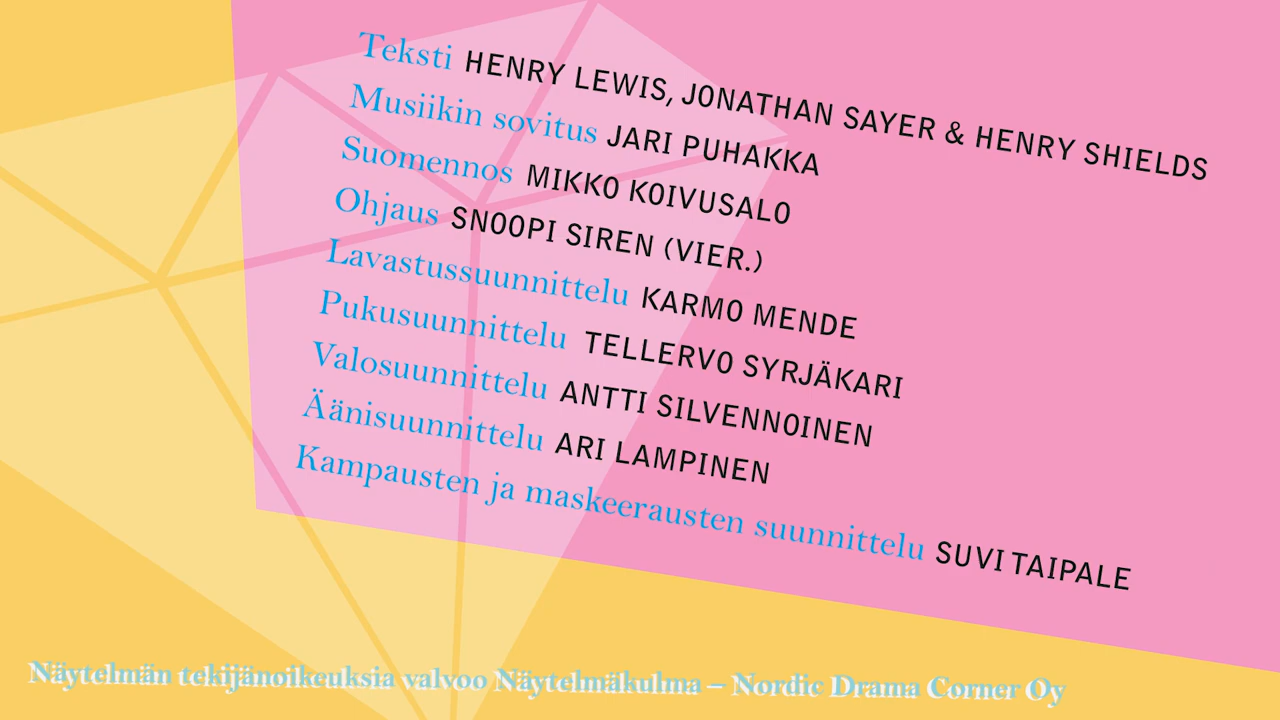 Teksti HENRY LEWIS, JONATHAN SAYER & HENRY SHIELDS
Musiikin sovitus JARI PUHAKKA
Suomennos MIKKO KOIVUSALO
Ohjaus SNOOPI SIREN (VIER.)
Lavastussuunnittelu KARMO MENDE
Pukusuunnittelu TELLERVO SYRJÄKARI
Valosuunnittelu ANTTI SILVENNOINEN
Äänisuunnittelu ARI LAMPINEN
Kampausten ja maskeerausten suunnittelu SUVI TAIPALE
Näytelmän tekijänoikeuksia valvoo Näytelmäkulma – Nordic Drama Corner Oy